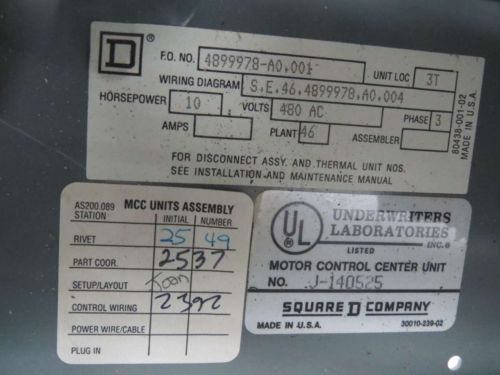 D ®
F.O. NO. 4899978-A0.001 UNIT LOC 3T
WIRING DIAGRAM S.E.46.4899978.A0.004
HORSEPOWER 10 VOLTS 480 AC PHASE 3
AMPS PLANT 46 ASSEMBLER
FOR DISCONNECT ASSY. AND THERMAL UNIT NOS.
SEE INSTALLATION AND MAINTENANCE MANUAL
80438-001-02
MADE IN U.S.A.
AS200.089 MCC UNITS ASSEMBLY
STATION INITIAL NUMBER
RIVET 25 49
PART COOR. 2537
SETUP/LAYOUT Joan
CONTROL WIRING 2392
POWER WIRE/CABLE
PLUG IN
UL ®
UNDERWRITERS
LABORATORIES
INC.®
LISTED
MOTOR CONTROL CENTER UNIT
NO. J-140525
SQUARE D COMPANY
MADE IN U.S.A. 30010-239-02